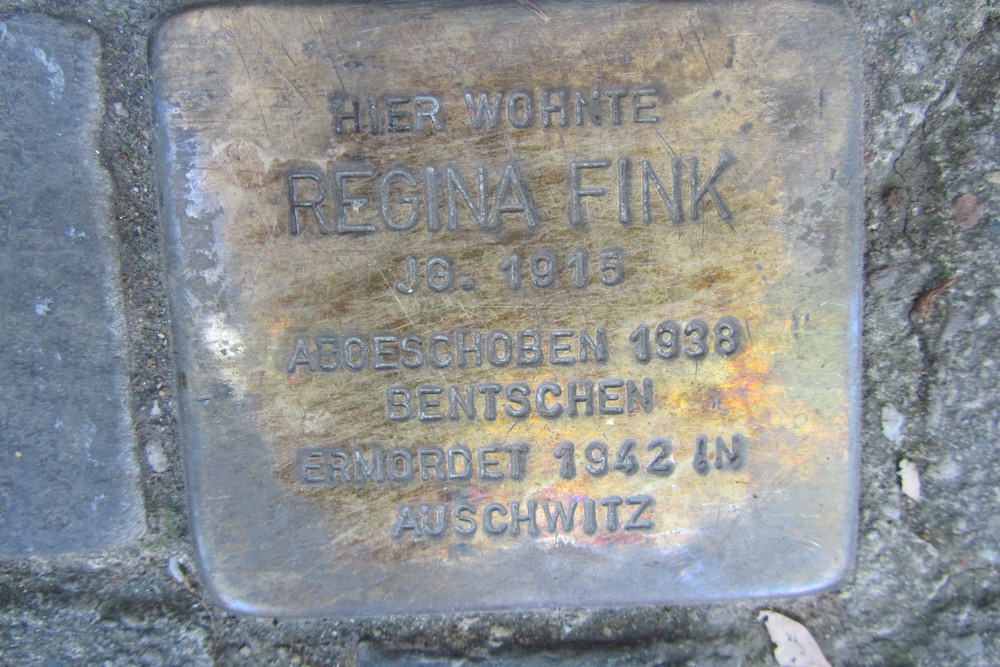 HIER WOHNTE
REGINA FINK
JG. 1915
ABGESCHOBEN 1938
BENTSCHEN
ERMORDET 1942 IN
AUSCHWITZ